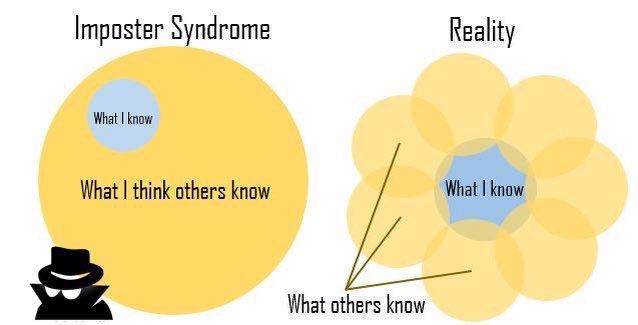 Imposter Syndrome
What I know
What I think others know
Reality
What I know
What others know